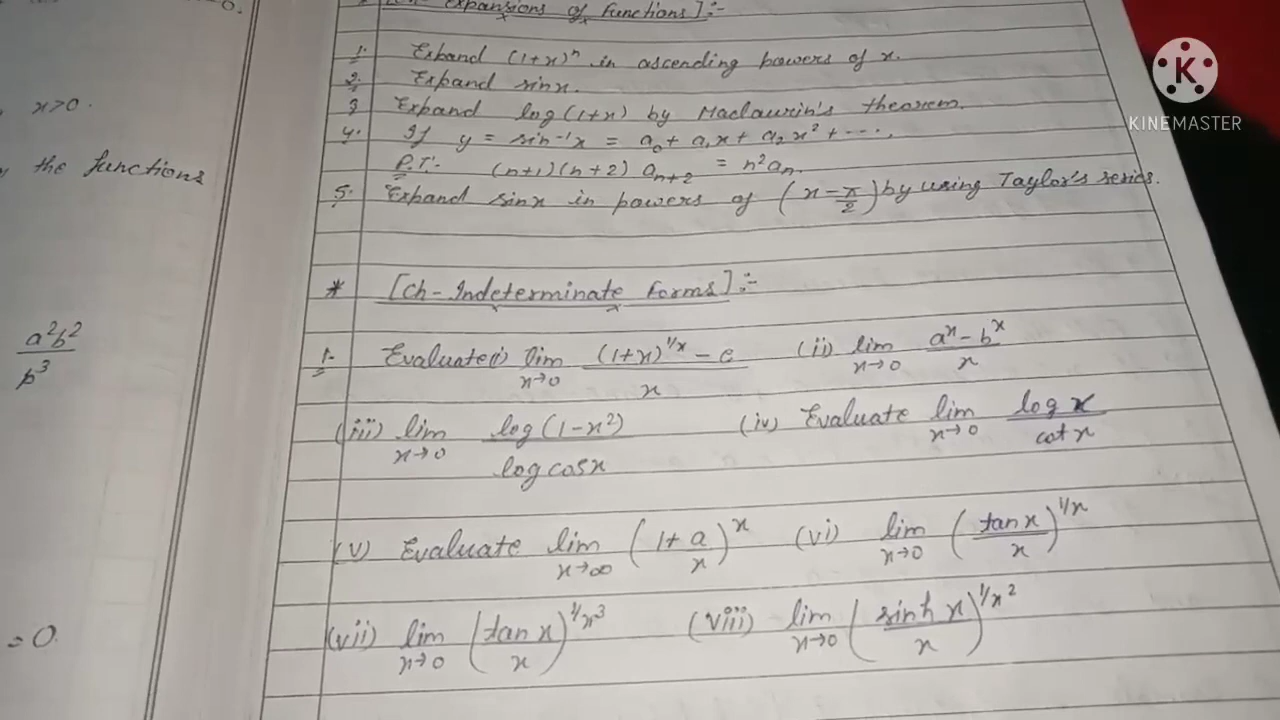 = 0.
Expansions of Functions] :-
1. Expand (1+x)^n in ascending powers of x.
2. Expand sinx.
3 Expand log(1+x) by Maclaurin's theorem.
4. If y = sin⁻¹x = a₀ + a₁x + a₂x² + ....,
P.T: (n+1)(n+2) a_{n+2} = n²aₙ.
5. Expand sinx in powers of (x - π/2) by using Taylor's series.
x>0.
the functions
* [Ch- Indeterminate Forms] :-
1. Evaluate (i) lim x→0 ((1+x)^{1/x} - e)/x (ii) lim x→0 (a^x - b^x)/x
(iii) lim x→0 log(1-x²)/log cosx (iv) Evaluate lim x→0 log x/cot x
(v) Evaluate lim x→∞ (1+ a/x)^x (vi) lim x→0 (tan x/x)^{1/x}
(vii) lim x→0 (tan x/x)^{1/x³} (viii) lim x→0 (sinh x/x)^{1/x²}
a²b²/p³
= 0.
K
KINEMASTER